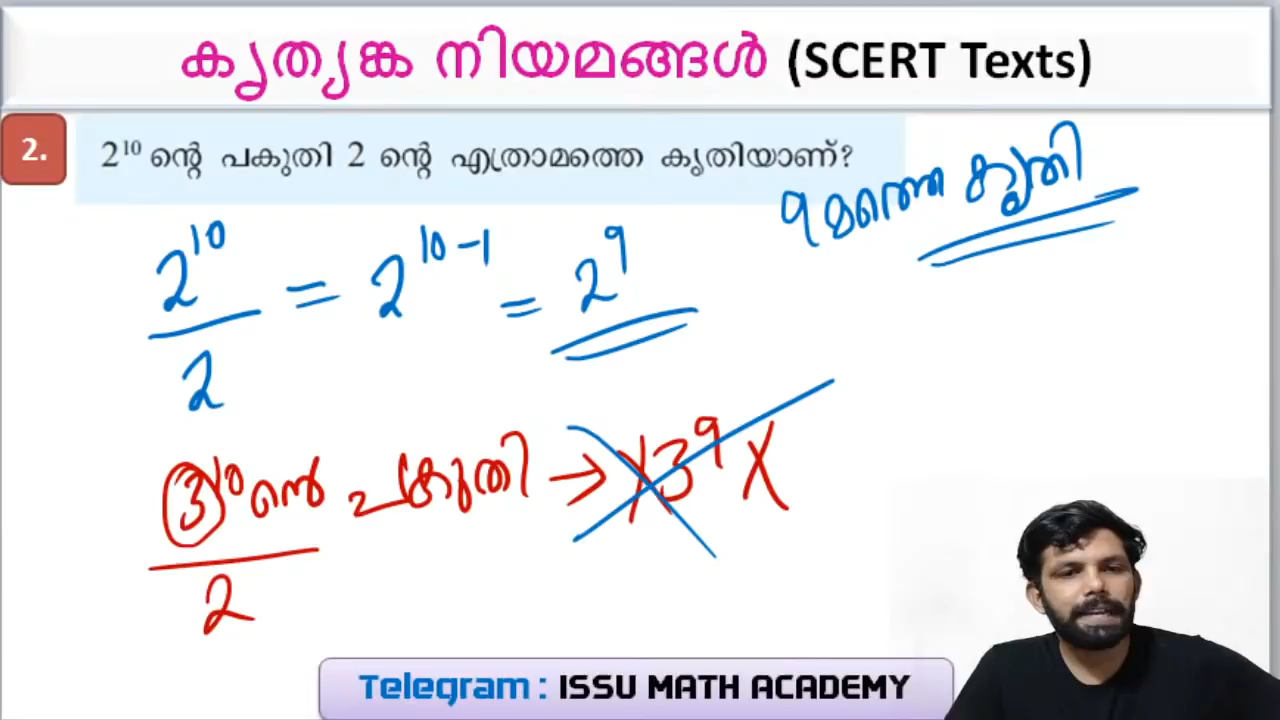 കൃത്യങ്ക നിയമങ്ങൾ (SCERT Texts)
2. 2¹⁰ ന്റെ പകുതി 2 ന്റെ എത്രാമത്തെ കൃതിയാണ്?
9 മത്തെ കൃതി
2¹⁰/2 = 2¹⁰⁻¹ = 2⁹
3¹⁰ ന്റെ പകുതി → X 3⁹ X
2
Telegram : ISSU MATH ACADEMY